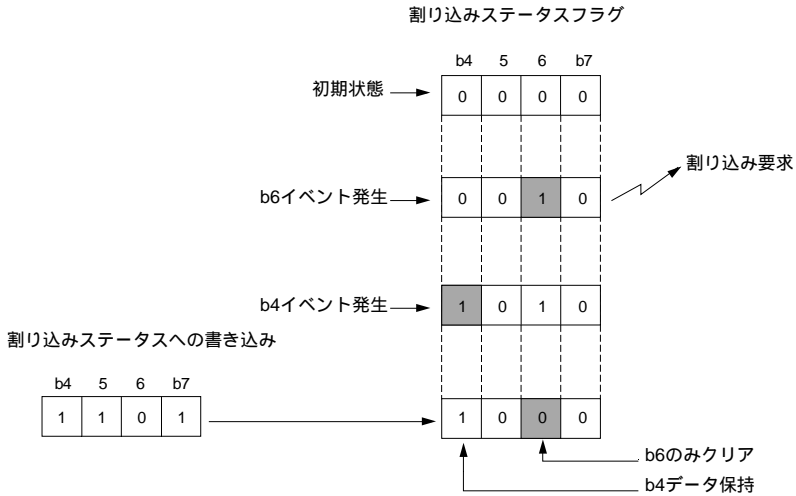 割り込みステータスフラグ
b4 5 6 b7
初期状態 0 0 0 0
割り込み要求
b6イベント発生 0 0 1 0
b4イベント発生 1 0 1 0
割り込みステータスへの書き込み
b4 5 6 b7
1 1 0 1 1 0 0 0
b6のみクリア
b4データ保持